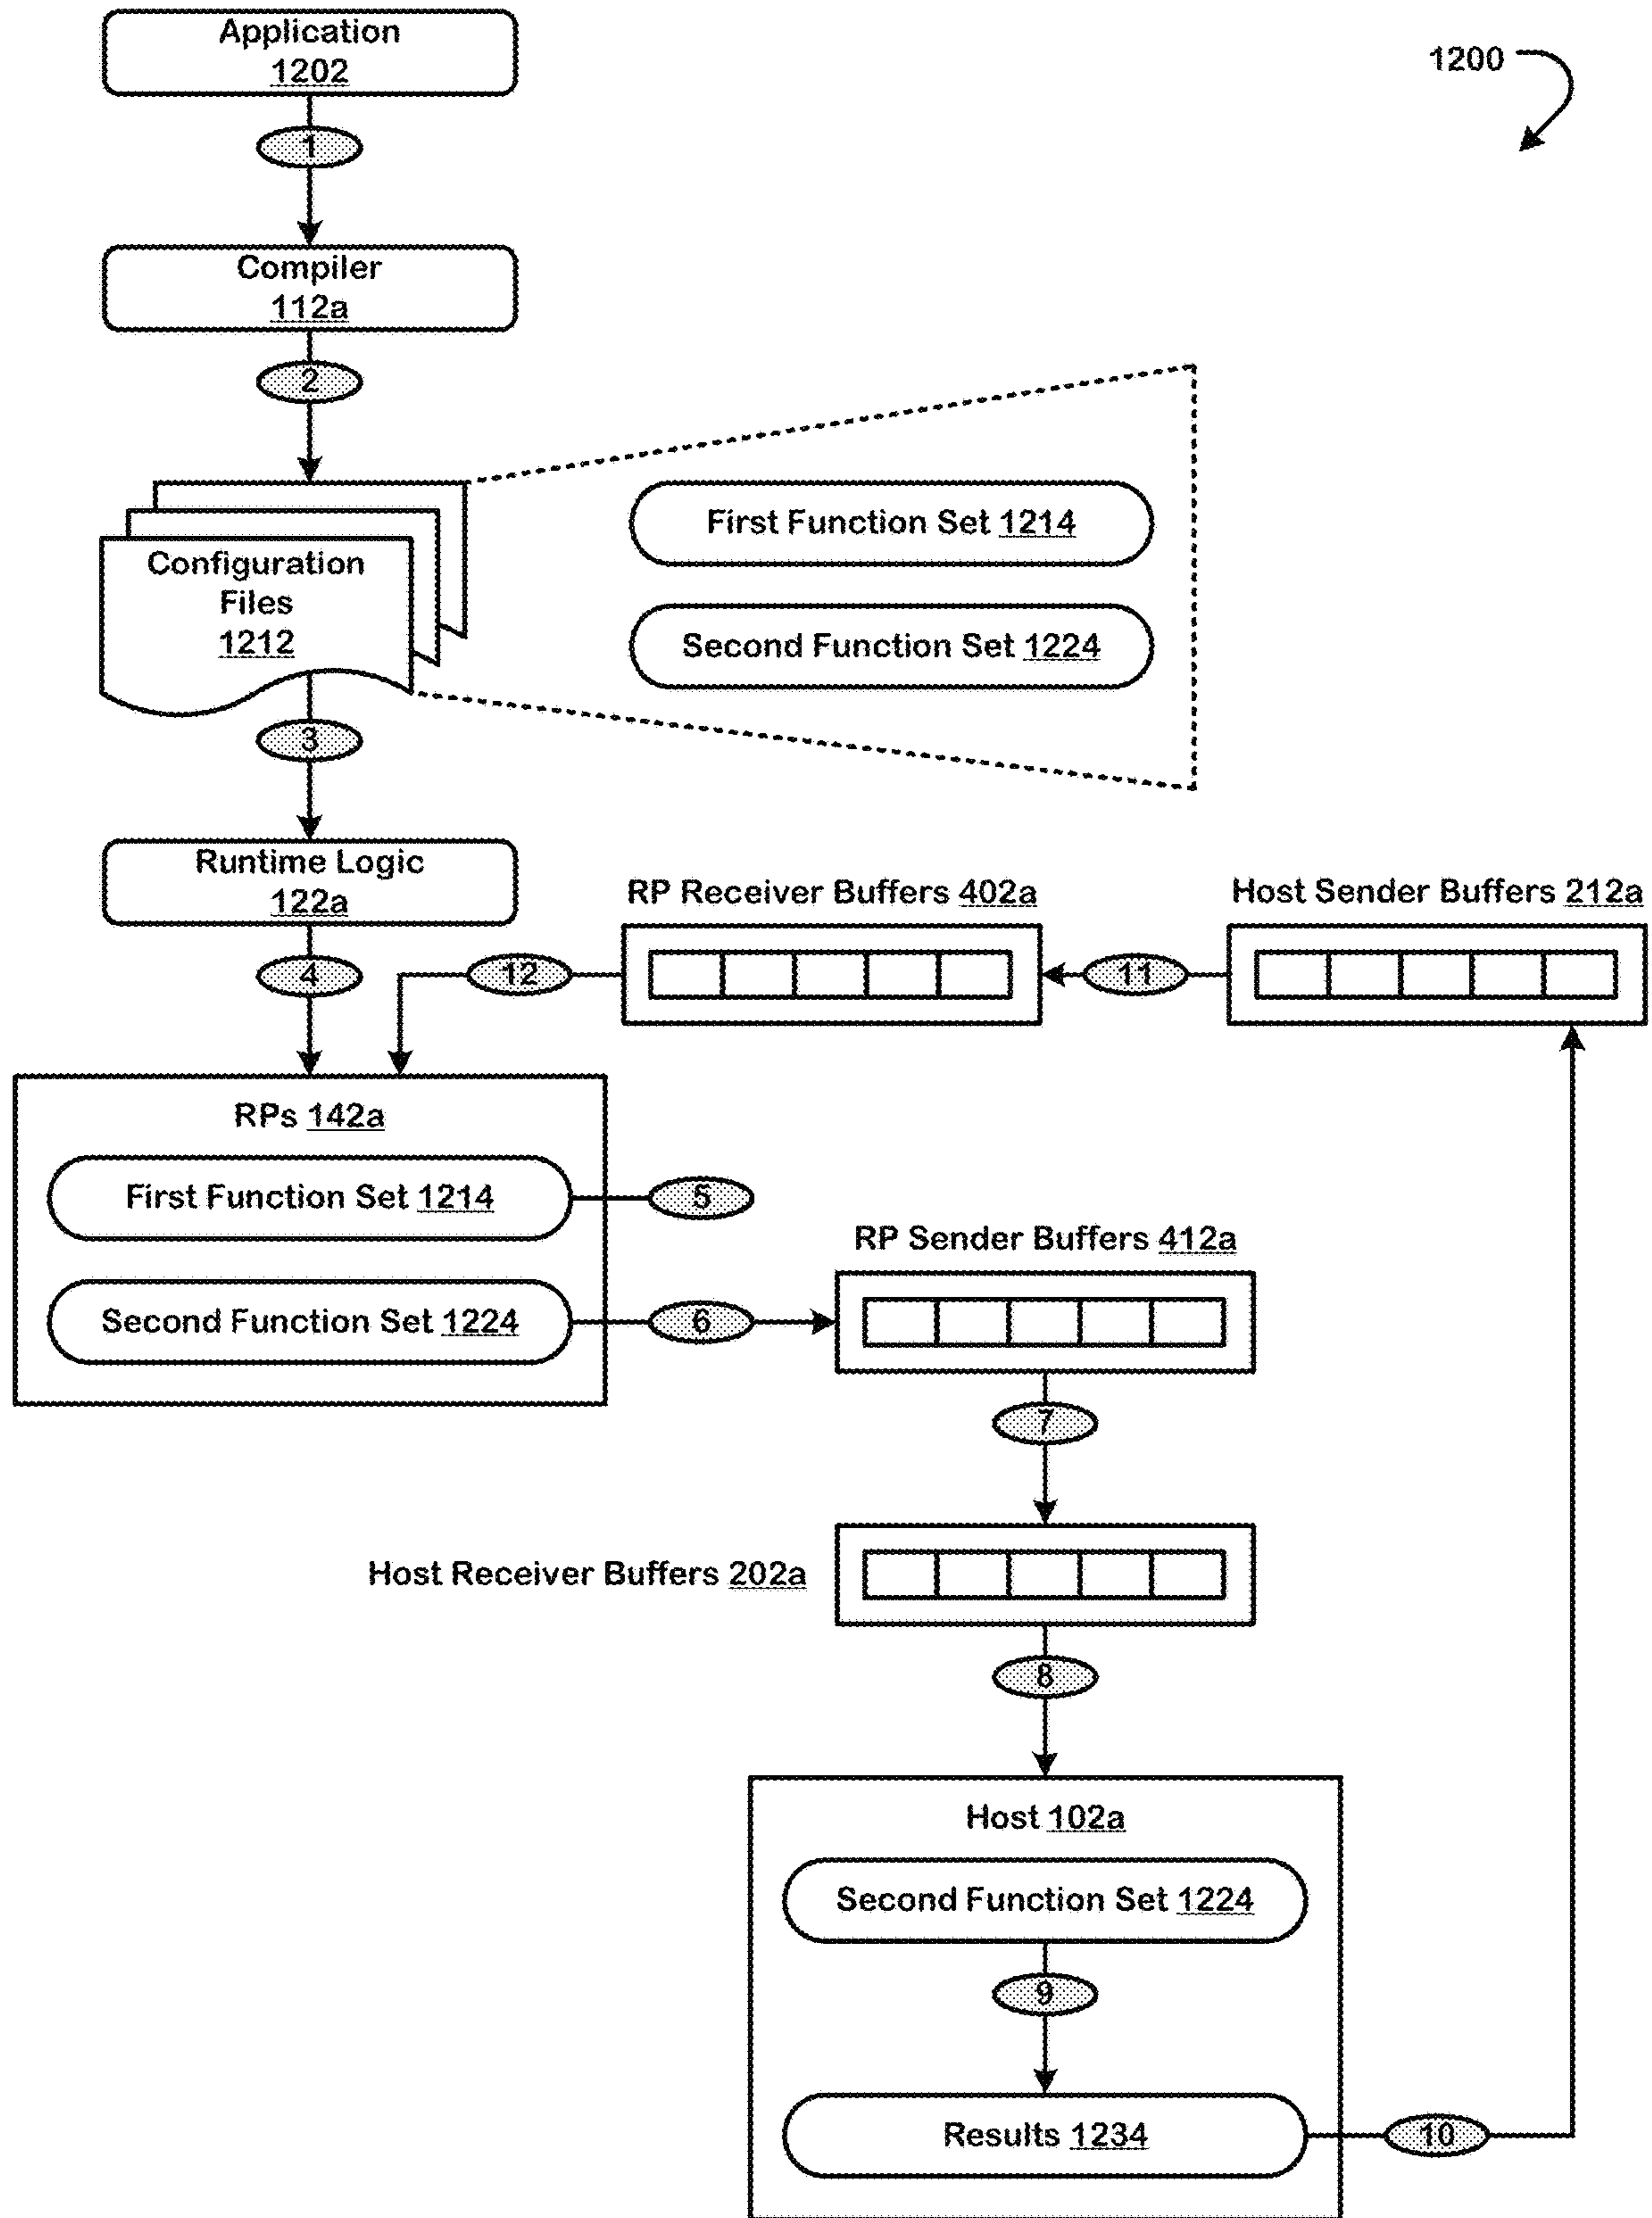 Application
1202
1200
1
Compiler
112a
2
First Function Set 1214
Configuration
Files
1212
Second Function Set 1224
3
Runtime Logic
122a
RP Receiver Buffers 402a
Host Sender Buffers 212a
4
12
11
RPs 142a
First Function Set 1214
5
RP Sender Buffers 412a
Second Function Set 1224
6
7
Host Receiver Buffers 202a
8
Host 102a
Second Function Set 1224
9
Results 1234
10